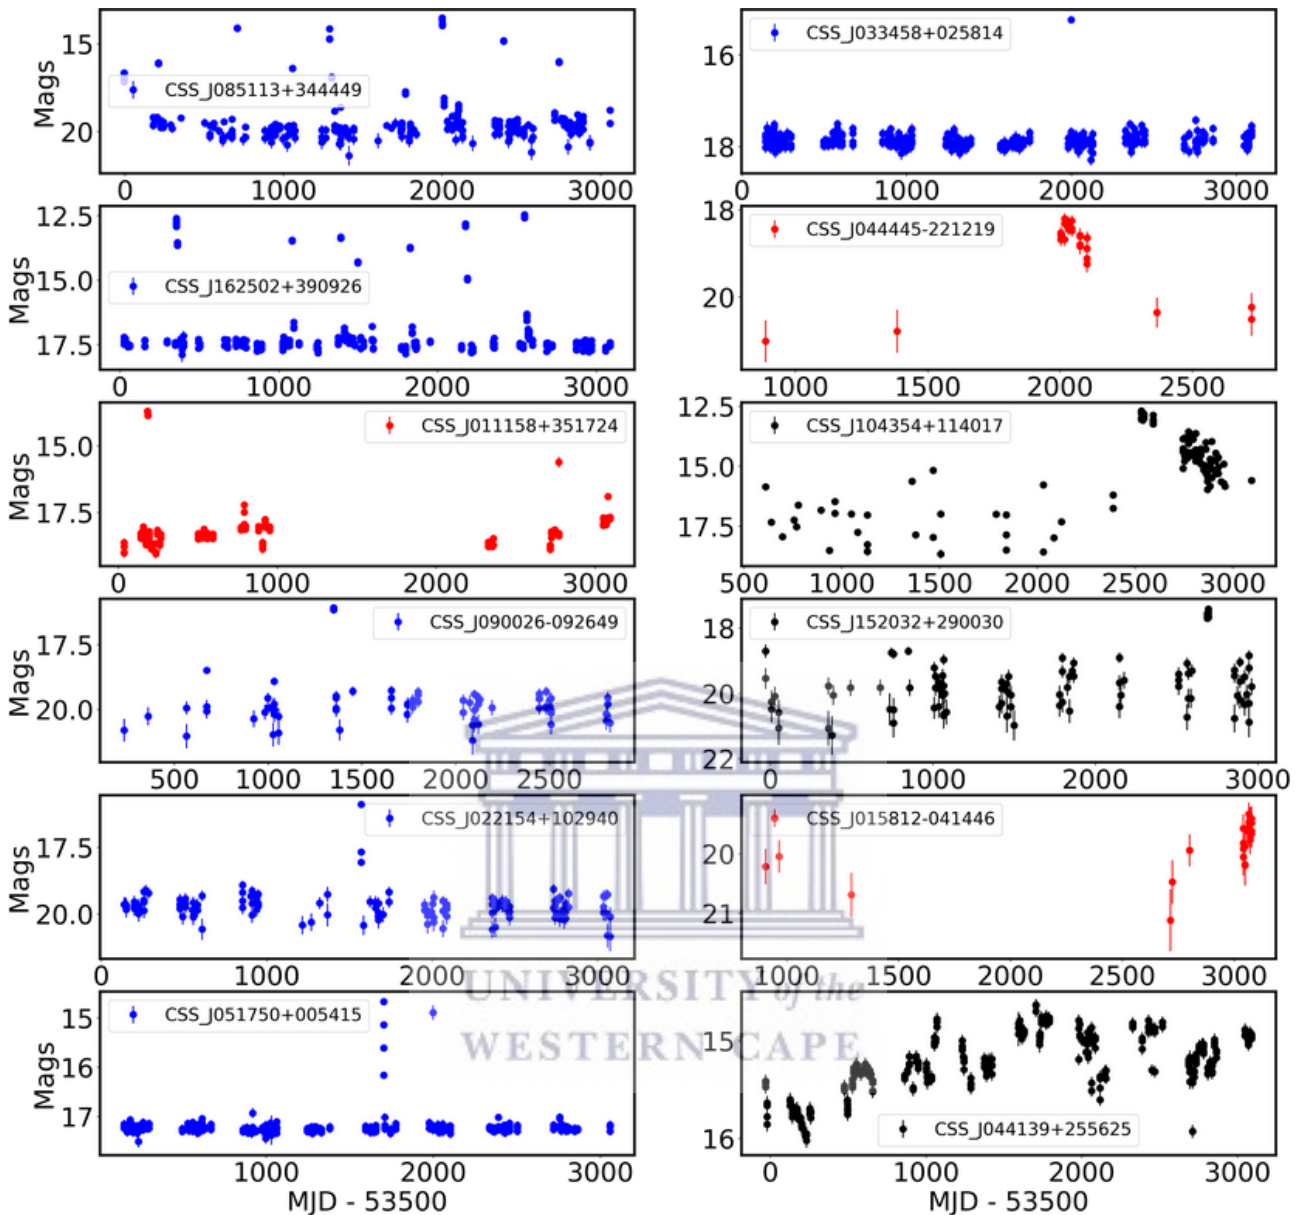 15
20
Mags
CSS_J085113+344449
0 1000 2000 3000
16
18
CSS_J033458+025814
0 1000 2000 3000
12.5
15.0
17.5
Mags
CSS_J162502+390926
0 1000 2000 3000
18
20
CSS_J044445-221219
1000 1500 2000 2500
15.0
17.5
Mags
CSS_J011158+351724
0 1000 2000 3000
12.5
15.0
17.5
CSS_J104354+114017
500 1000 1500 2000 2500 3000
17.5
20.0
Mags
CSS_J090026-092649
500 1000 1500 2000 2500
18
20
22
CSS_J152032+290030
0 1000 2000 3000
17.5
20.0
Mags
CSS_J022154+102940
0 1000 2000 3000
20
21
CSS_J015812-041446
1000 1500 2000 2500 3000
15
16
17
Mags
CSS_J051750+005415
0 1000 2000 3000
MJD - 53500
15
16
CSS_J044139+255625
0 1000 2000 3000
MJD - 53500
UNIVERSITY of the
WESTERN CAPE